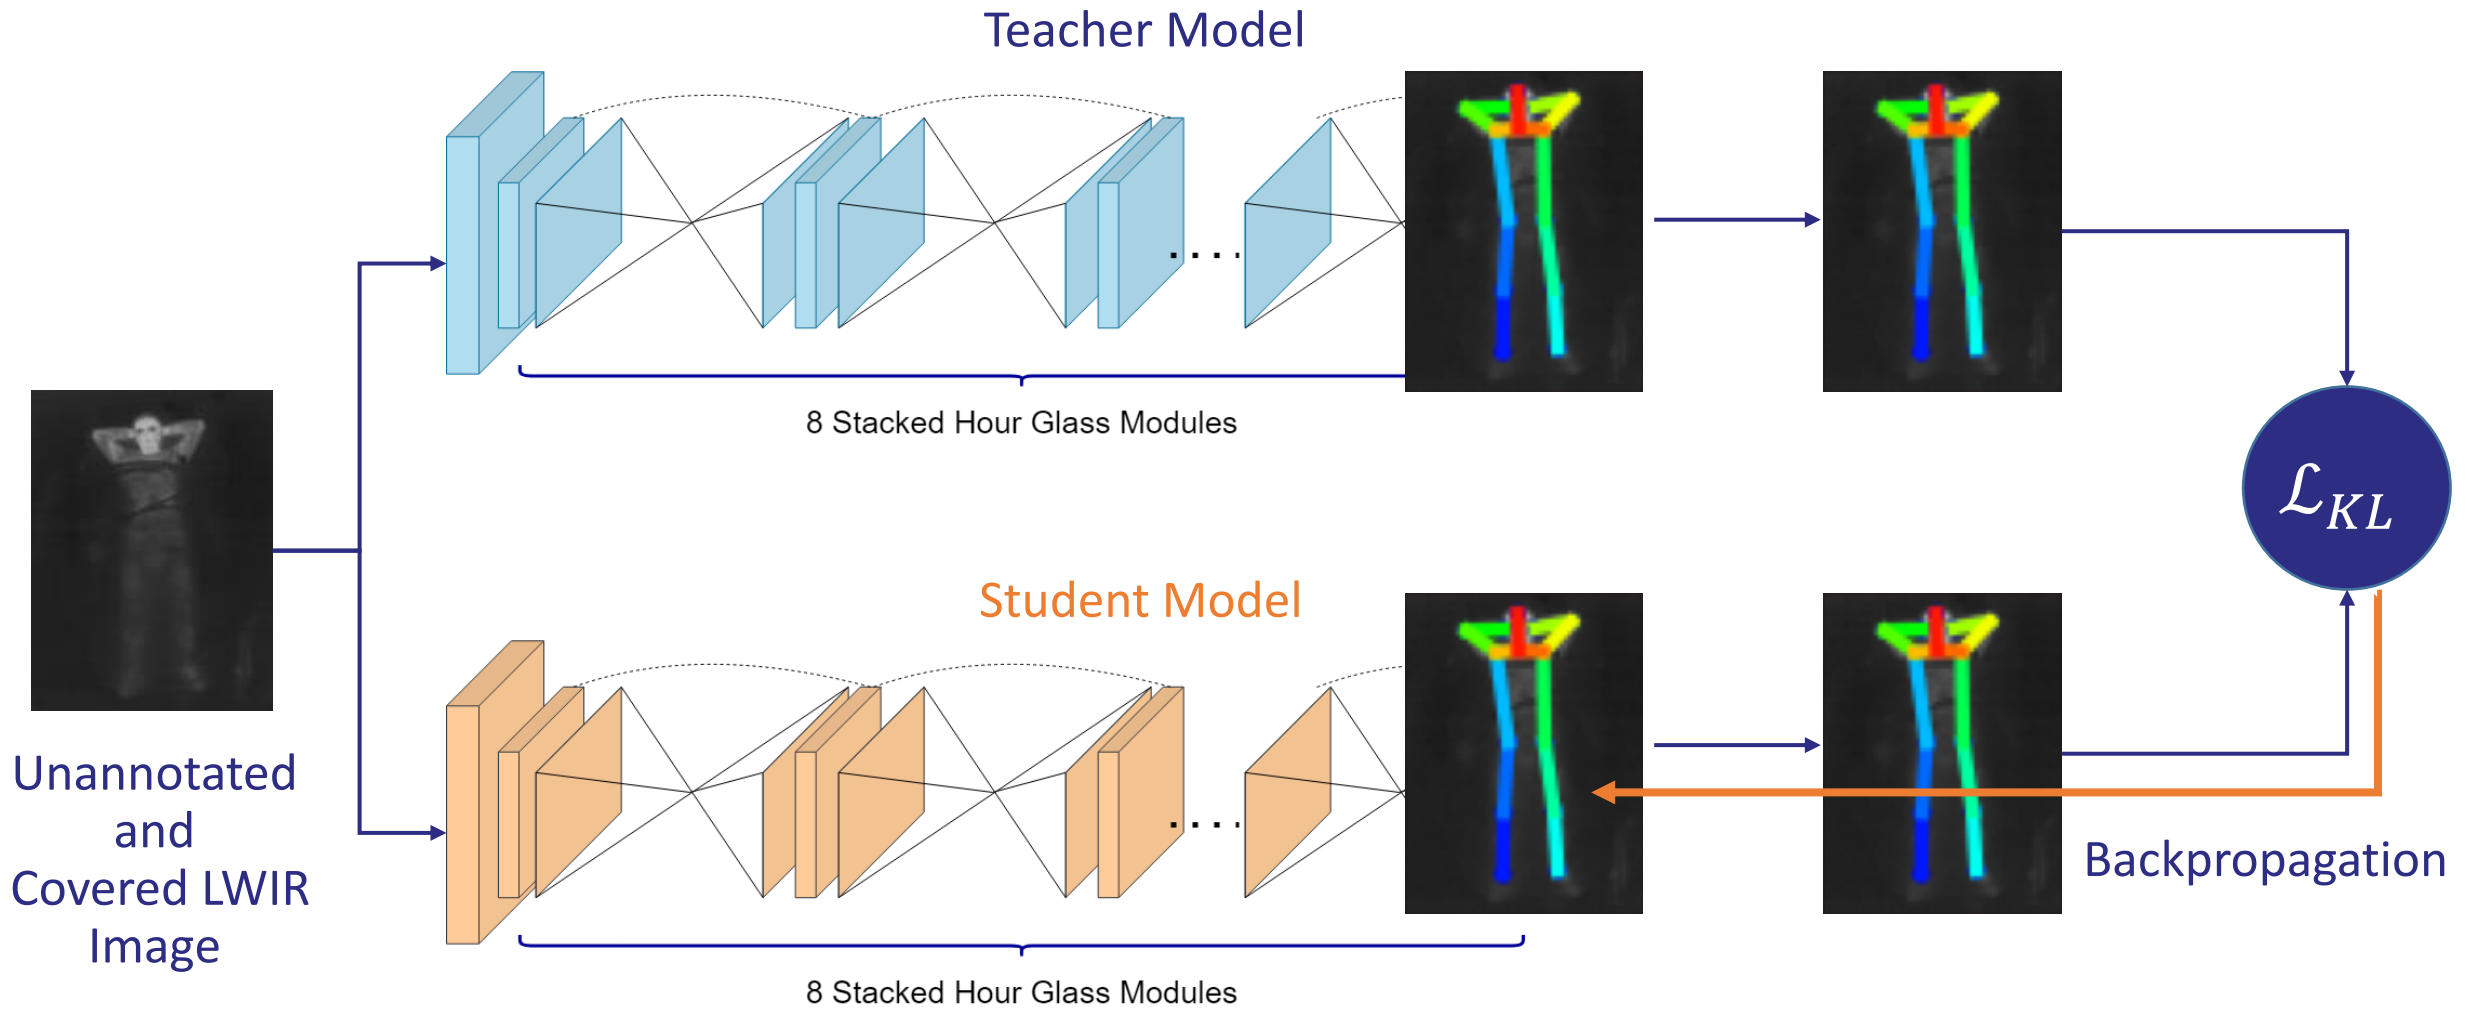 Teacher Model
8 Stacked Hour Glass Modules
ℒ_KL
Student Model
Unannotated
and
Covered LWIR
Image
Backpropagation
8 Stacked Hour Glass Modules